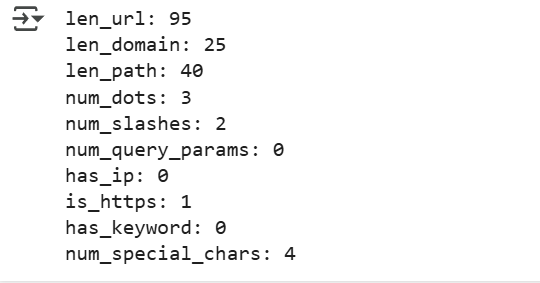 len_url: 95
len_domain: 25
len_path: 40
num_dots: 3
num_slashes: 2
num_query_params: 0
has_ip: 0
is_https: 1
has_keyword: 0
num_special_chars: 4